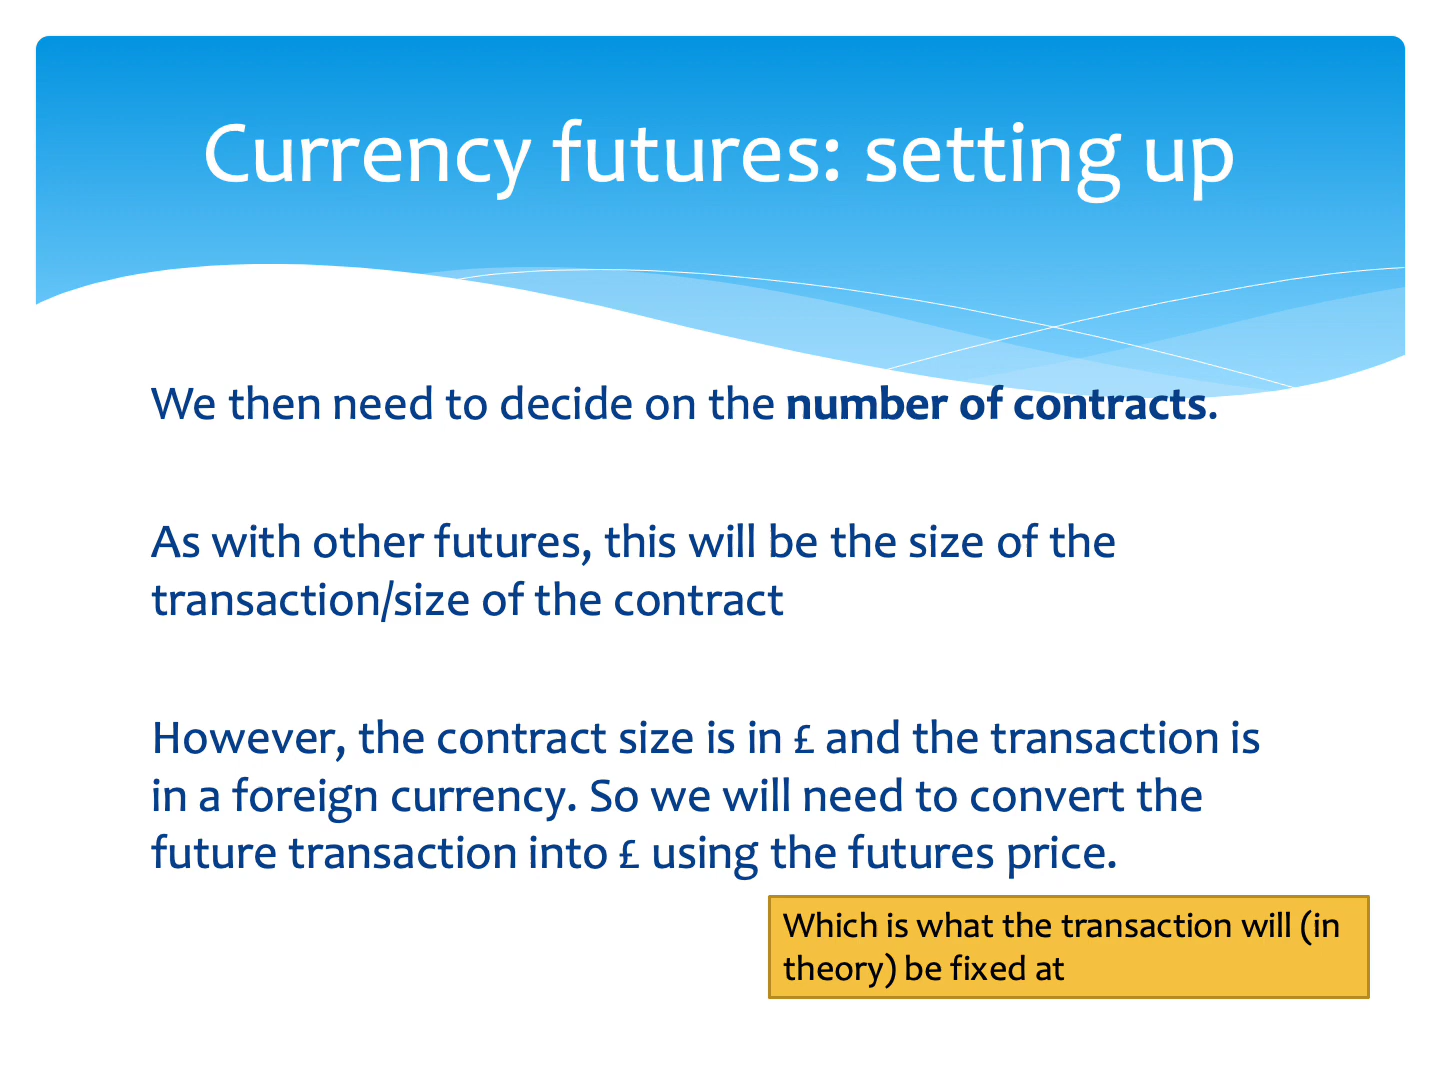 Currency futures: setting up
We then need to decide on the number of contracts.
As with other futures, this will be the size of the
transaction/size of the contract
However, the contract size is in £ and the transaction is
in a foreign currency. So we will need to convert the
future transaction into £ using the futures price.
Which is what the transaction will (in
theory) be fixed at